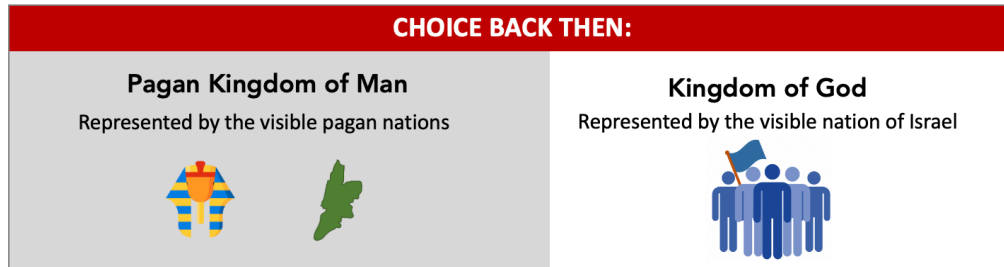 CHOICE BACK THEN:
Pagan Kingdom of Man
Represented by the visible pagan nations
Kingdom of God
Represented by the visible nation of Israel